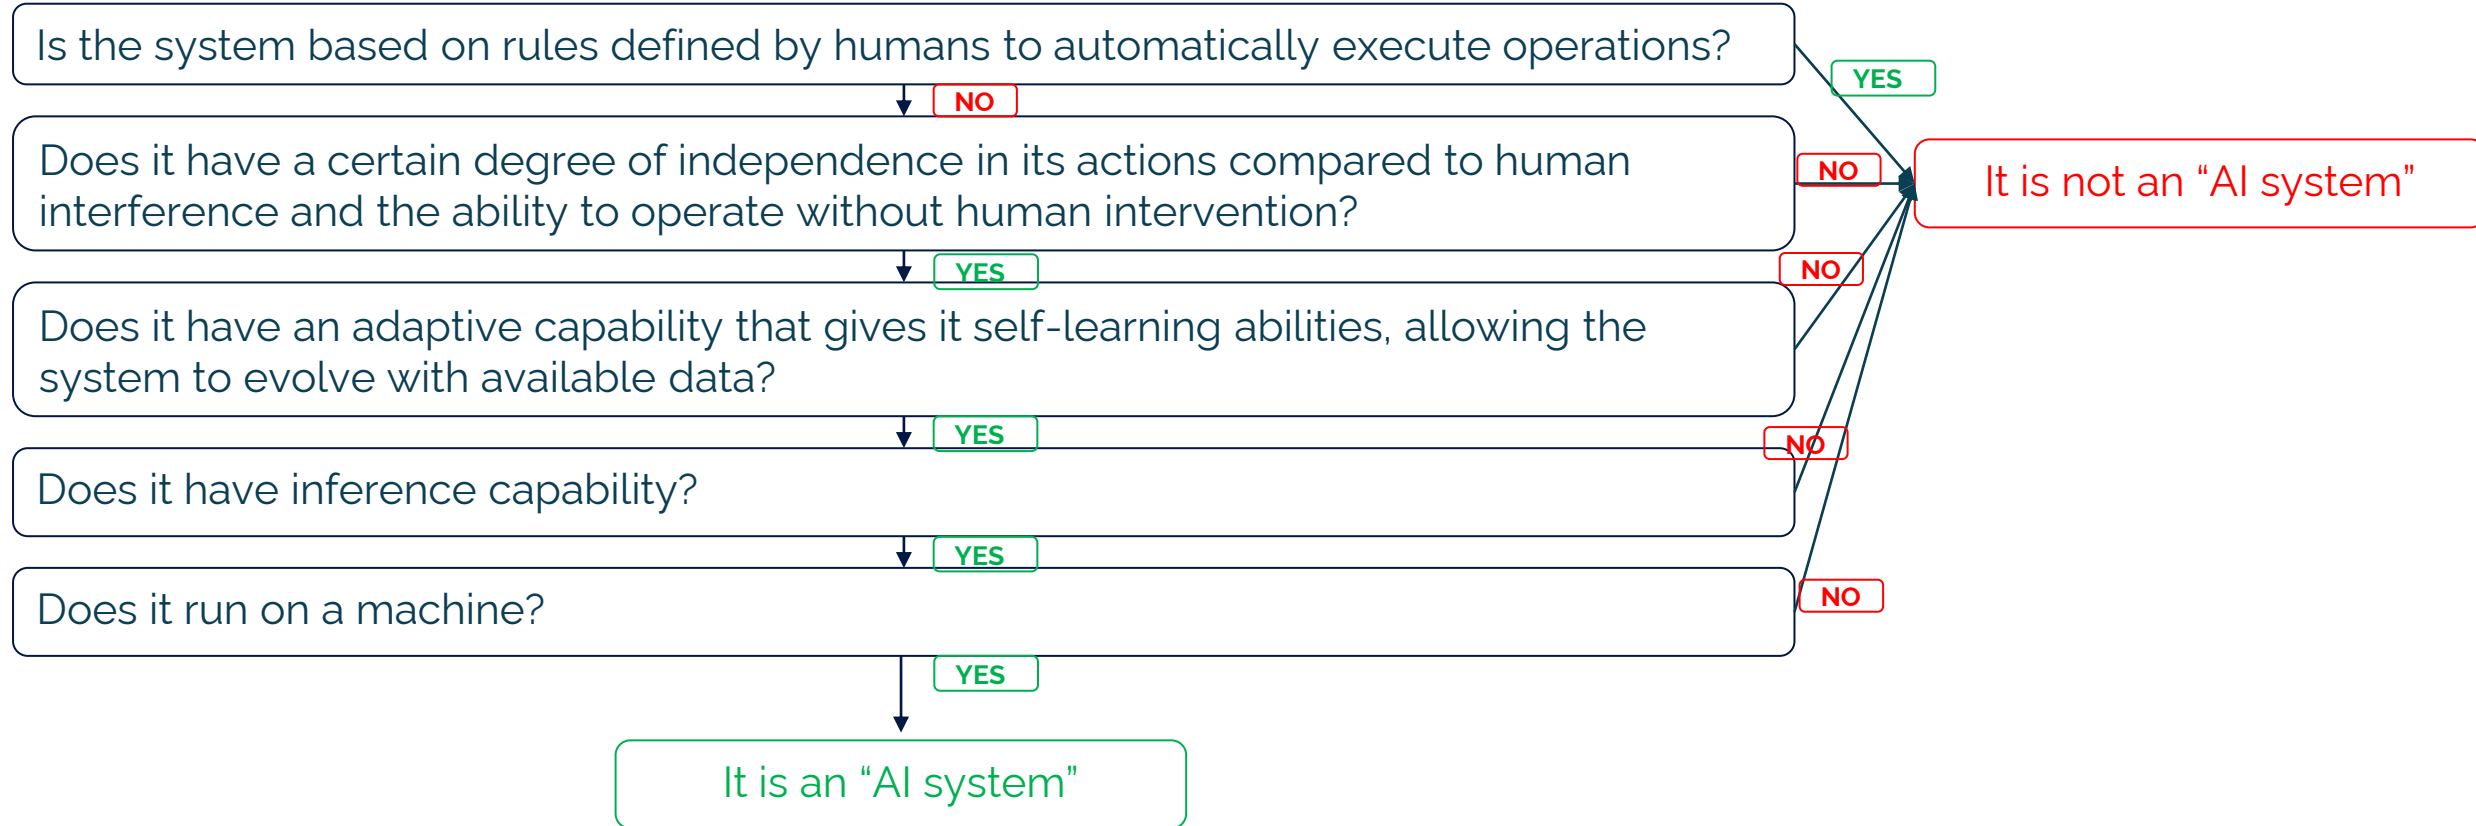 Is the system based on rules defined by humans to automatically execute operations?
YES
NO
Does it have a certain degree of independence in its actions compared to human
interference and the ability to operate without human intervention?
NO
It is not an “AI system”
YES
NO
Does it have an adaptive capability that gives it self-learning abilities, allowing the
system to evolve with available data?
YES
NO
Does it have inference capability?
YES
Does it run on a machine?
NO
YES
It is an “AI system”